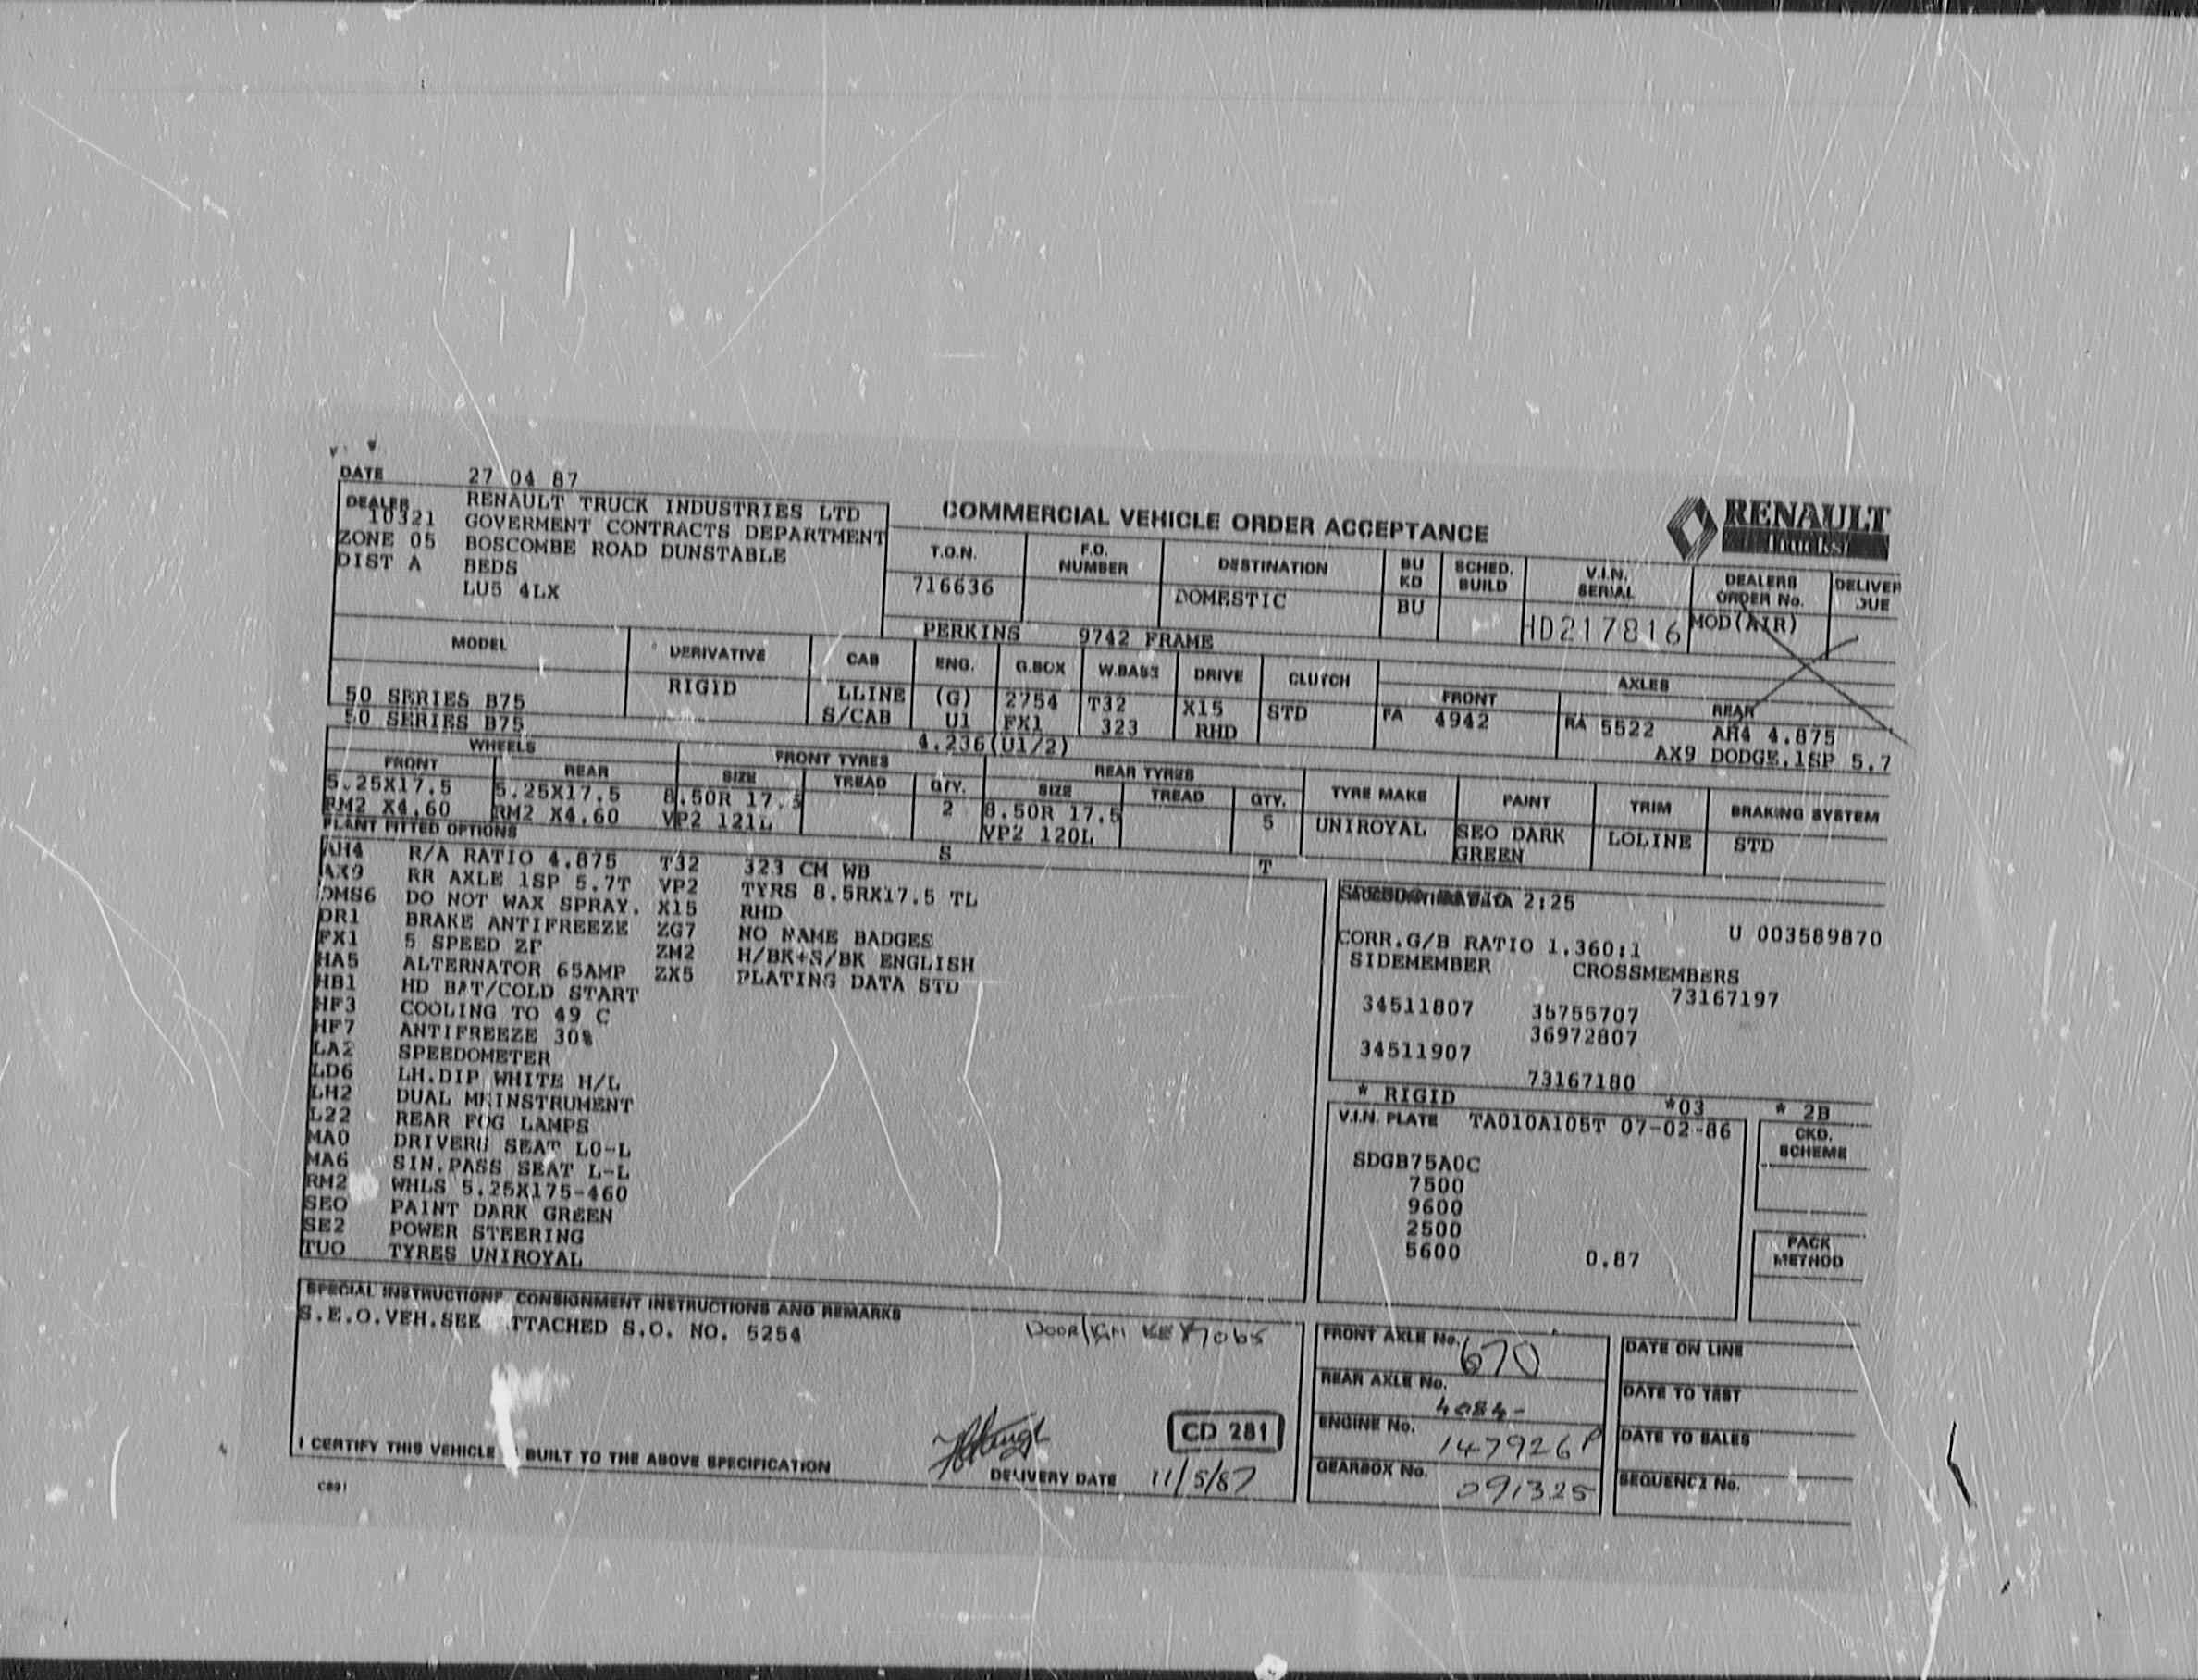 DATE 27 04 87
DEALER RENAULT TRUCK INDUSTRIES LTD
10321 GOVERMENT CONTRACTS DEPARTMENT
ZONE 05 BOSCOMBE ROAD DUNSTABLE
DIST A BEDS
LU5 4LX
COMMERCIAL VEHICLE ORDER ACCEPTANCE
RENAULT
trucks
T.O.N. F.O. NUMBER DESTINATION BU KD SCHED. BUILD V.I.N. SERIAL DEALERS ORDER No. DELIVER DUE
716636 DOMESTIC BU HD217816 MOD(AIR)
PERKINS 9742 FRAME
MODEL DERIVATIVE CAB ENG. G.BOX W.BASE DRIVE CLUTCH AXLES
FRONT REAR
50 SERIES B75 RIGID LLINE (G) 2754 T32 X15 STD FA 4942 RA 5522 AH4 4.875
50 SERIES B75 S/CAB U1 FX1 323 RHD AX9 DODGE.1SP 5.7
4.236(U1/2)
WHEELS FRONT TYRES REAR TYRES
FRONT REAR SIZE TREAD QTY. SIZE TREAD QTY. TYRE MAKE PAINT TRIM BRAKING SYSTEM
5.25X17.5 5.25X17.5 8.50R 17.5 2 8.50R 17.5 5 UNIROYAL SEO DARK LOLINE STD
RM2 X4.60 RM2 X4.60 VP2 121L VP2 120L GREEN
PLANT FITTED OPTIONS S T
AH4 R/A RATIO 4.875 T32 323 CM WB
AX9 RR AXLE 1SP 5.7T VP2 TYRS 8.5RX17.5 TL
DMS6 DO NOT WAX SPRAY. X15 RHD
DR1 BRAKE ANTIFREEZE ZG7 NO NAME BADGES
FX1 5 SPEED ZF ZM2 H/BK+S/BK ENGLISH
HA5 ALTERNATOR 65AMP ZX5 PLATING DATA STD
HB1 HD BAT/COLD START
HF3 COOLING TO 49 C
HF7 ANTIFREEZE 30%
LA2 SPEEDOMETER
LD6 LH.DIP WHITE H/L
LH2 DUAL MKINSTRUMENT
L22 REAR FOG LAMPS
MA0 DRIVERS SEAT LO-L
MA6 SIN.PASS SEAT L-L
RM2 WHLS 5.25X175-460
SEO PAINT DARK GREEN
SE2 POWER STEERING
TUO TYRES UNIROYAL
2:25
U 003589870
CORR.G/B RATIO 1.360:1
SIDEMEMBER CROSSMEMBERS
73167197
34511807 36755707
36972807
34511907
73167180
* RIGID *03 * 2B
V.I.N. PLATE TA010A105T 07-02-86
CKD. SCHEME
SDGB75A0C
7500
9600
2500
5600 0.87
PACK METHOD
SPECIAL INSTRUCTIONS CONSIGNMENT INSTRUCTIONS AND REMARKS
S.E.O.VEH.SEE TTACHED S.O. NO. 5254
CD 281
I CERTIFY THIS VEHICLE BUILT TO THE ABOVE SPECIFICATION
DELIVERY DATE 11/5/87
C891
FRONT AXLE No. 670
REAR AXLE No. 4084-
ENGINE No. 147926P
GEARBOX No. 091325
DATE ON LINE
DATE TO TEST
DATE TO SALES
SEQUENCE No.